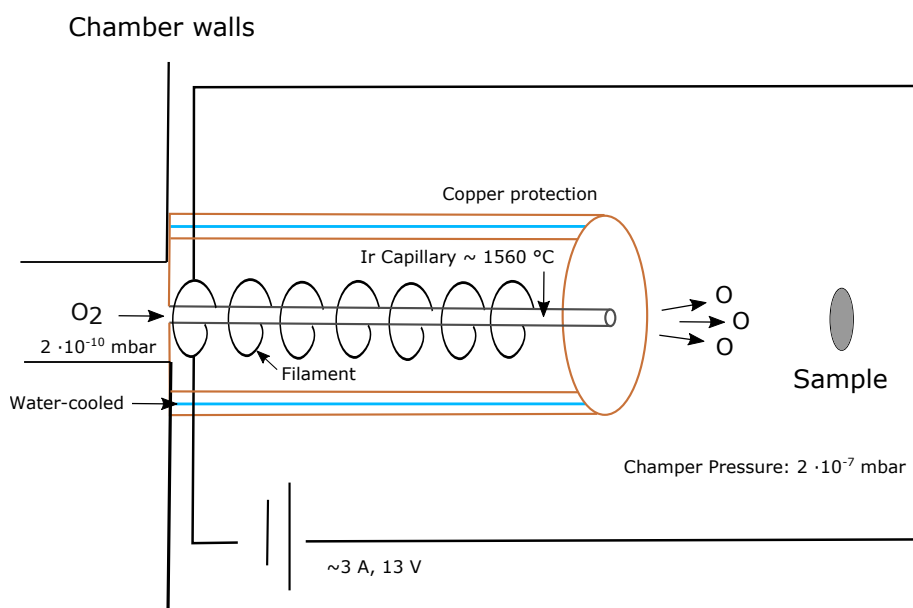 Chamber walls
Copper protection
Ir Capillary ~ 1560 °C
O2
2 ·10-10 mbar
O
O
O
Filament
Sample
Water-cooled
Champer Pressure: 2 ·10-7 mbar
~3 A, 13 V